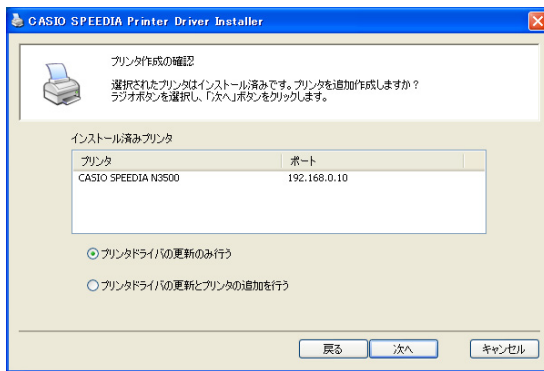 CASIO SPEEDIA Printer Driver Installer
プリンタ作成の確認
選択されたプリンタはインストール済みです。プリンタを追加作成しますか？
ラジオボタンを選択し、「次へ」ボタンをクリックします。
インストール済みプリンタ
プリンタ ポート
CASIO SPEEDIA N3500 192.168.0.10
プリンタドライバの更新のみ行う
プリンタドライバの更新とプリンタの追加を行う
戻る 次へ キャンセル